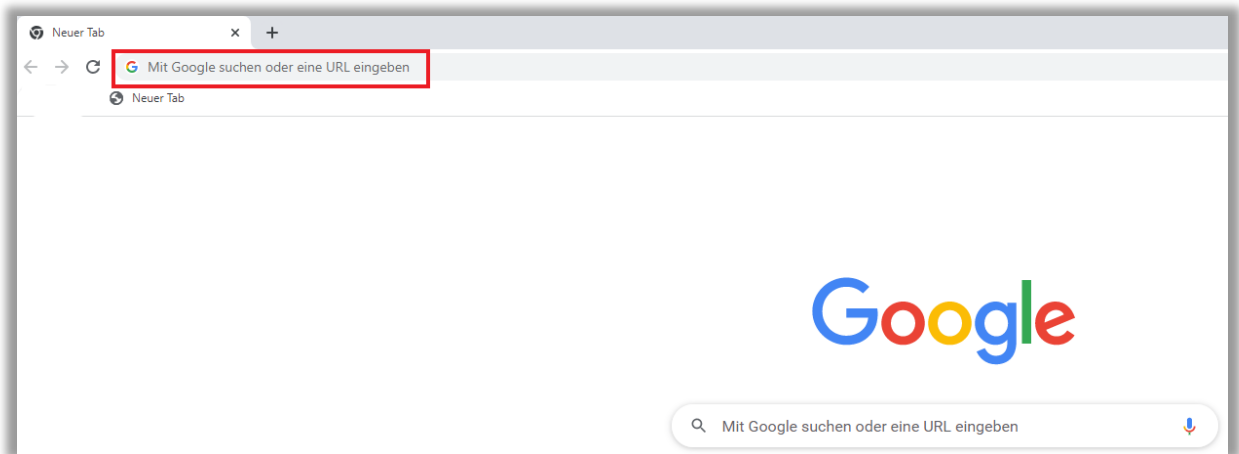 Neuer Tab
Mit Google suchen oder eine URL eingeben
Neuer Tab
Google
Mit Google suchen oder eine URL eingeben